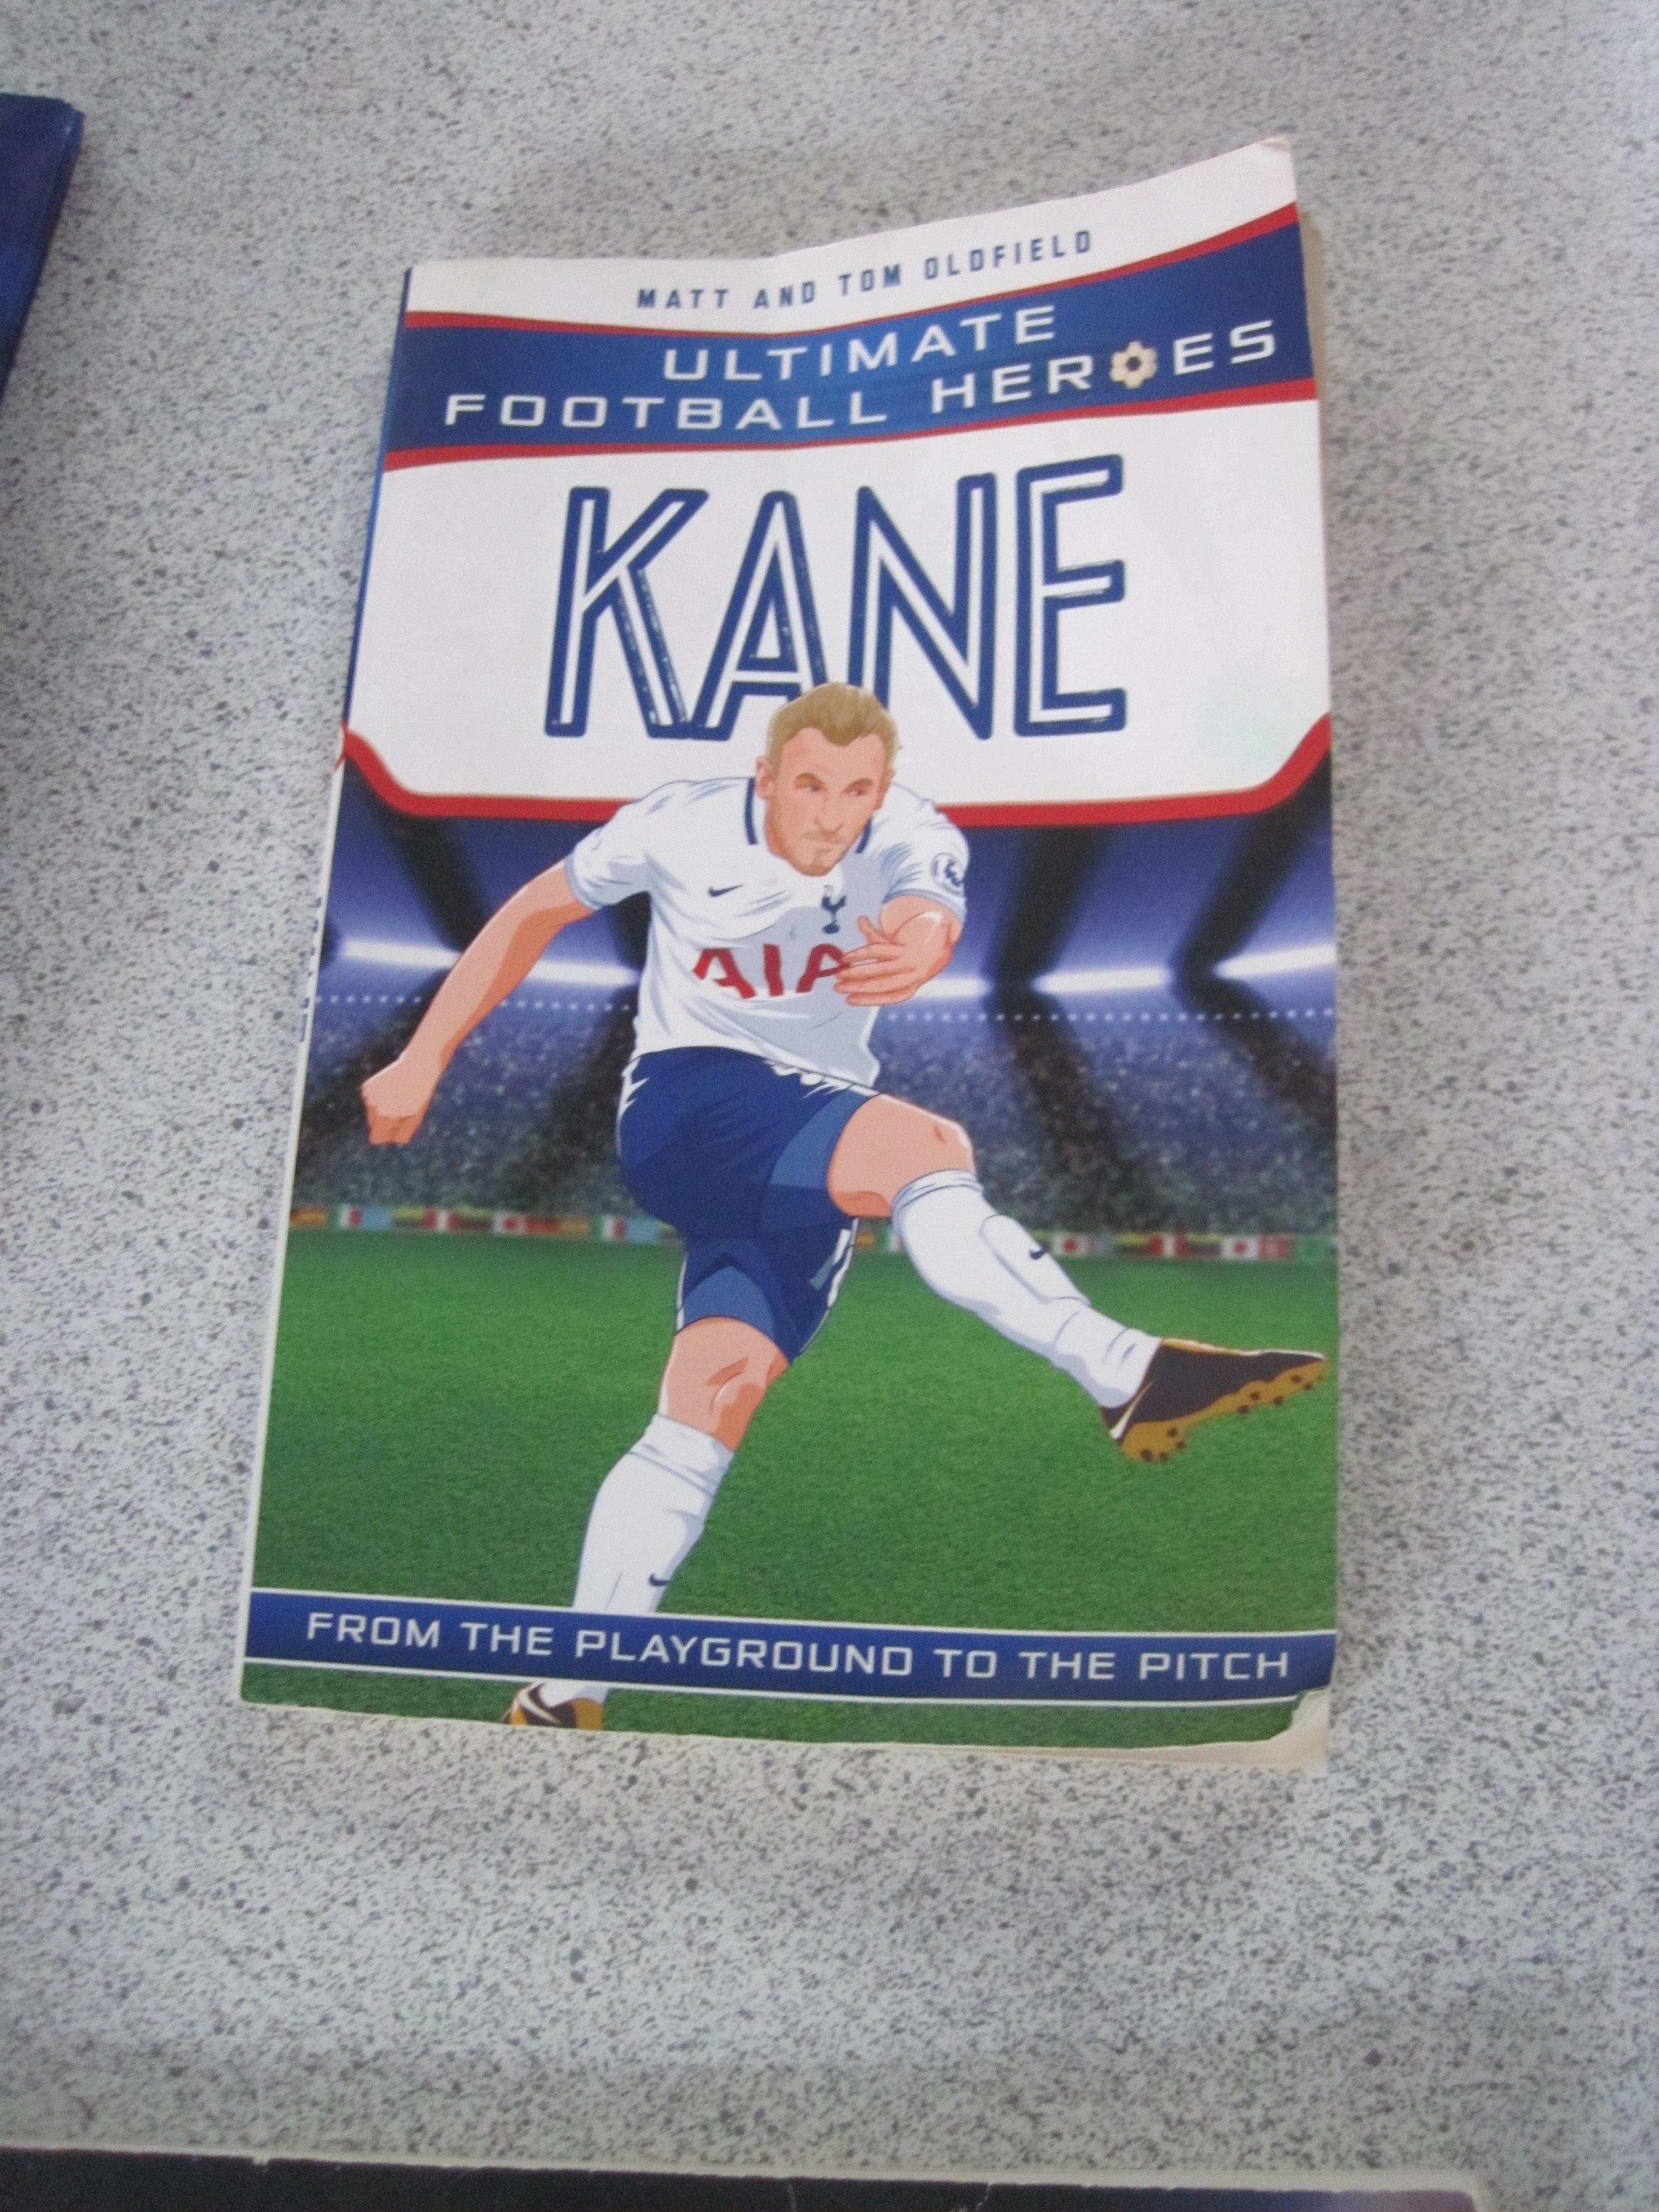 MATT AND TOM OLDFIELD
ULTIMATE
FOOTBALL HEROES
KANE
AIA
FROM THE PLAYGROUND TO THE PITCH